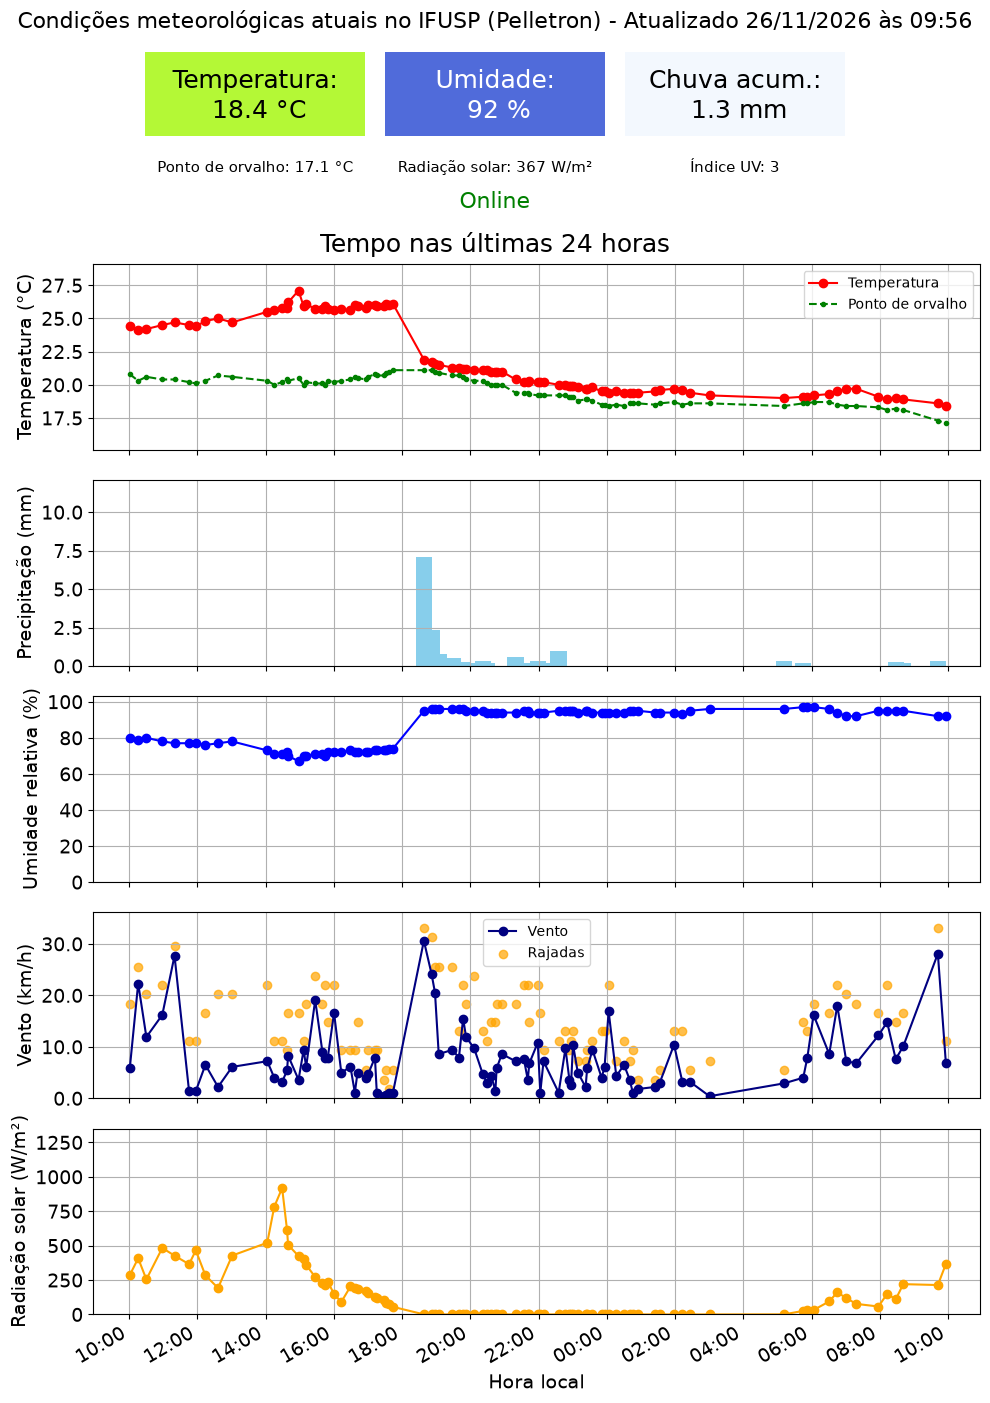 Condições meteorológicas atuais no IFUSP (Pelletron) - Atualizado 26/11/2026 às 09:56
Temperatura:
18.4 °C
Umidade:
92 %
Chuva acum.:
1.3 mm
Ponto de orvalho: 17.1 °C
Radiação solar: 367 W/m²
Índice UV: 3
Online
Tempo nas últimas 24 horas
Temperatura (°C)
27.5
25.0
22.5
20.0
17.5
Temperatura
Ponto de orvalho
Precipitação (mm)
10.0
7.5
5.0
2.5
0.0
Umidade relativa (%)
100
80
60
40
20
0
Vento (km/h)
30.0
20.0
10.0
0.0
Vento
Rajadas
Radiação solar (W/m²)
1250
1000
750
500
250
0
10:00
12:00
14:00
16:00
18:00
20:00
22:00
00:00
02:00
04:00
06:00
08:00
10:00
Hora local